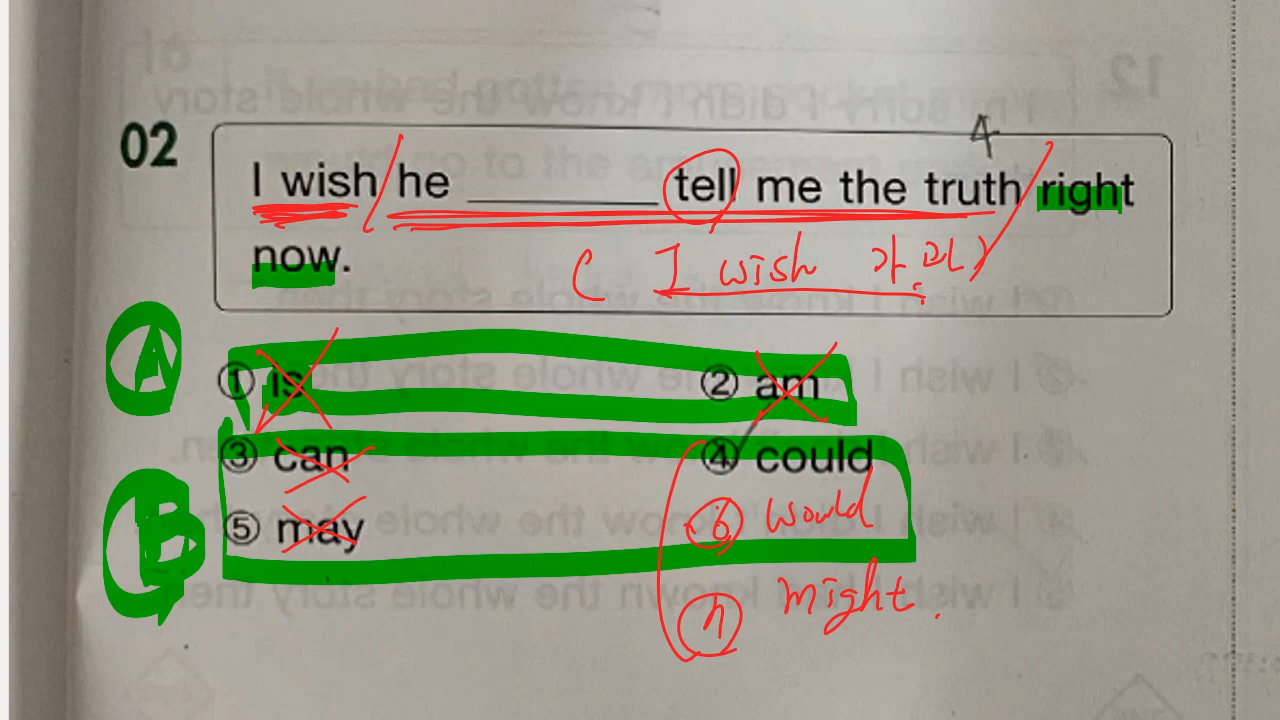 4
02
I wish he ________ tell me the truth right
now.
( I wish 가.과)
A
① is ② am
③ can ④ could
B
⑤ may ⑥ would
⑦ might.